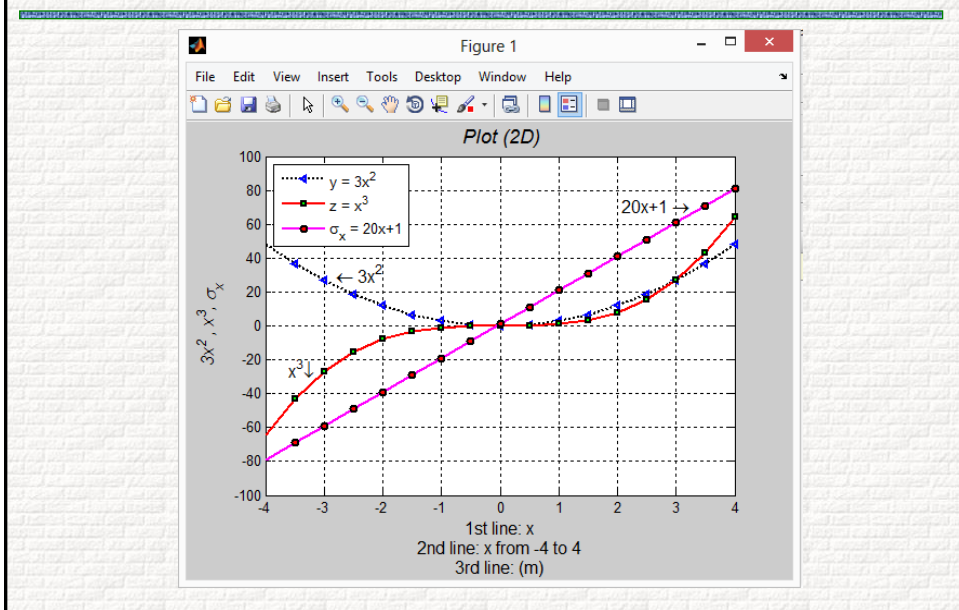 Figure 1
File Edit View Insert Tools Desktop Window Help
Plot (2D)
100
80
60
40
20
0
-20
-40
-60
-80
-100
3x², x³, σₓ
y = 3x²
z = x³
σₓ = 20x+1
20x+1 →
← 3x²
x³↓
-4 -3 -2 -1 0 1 2 3 4
1st line: x
2nd line: x from -4 to 4
3rd line: (m)